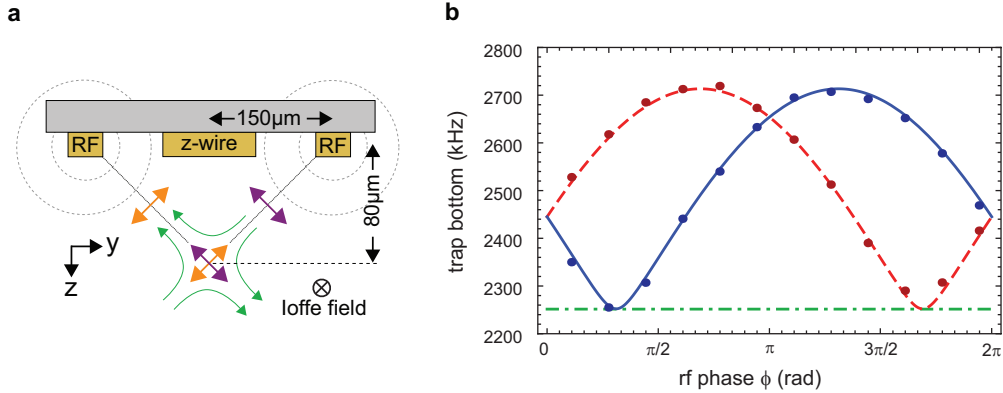 a
150µm
RF
z-wire
RF
80µm
y
z
Ioffe field
b
2800
2700
2600
2500
2400
2300
2200
trap bottom (kHz)
0
π/2
π
3π/2
2π
rf phase ϕ (rad)